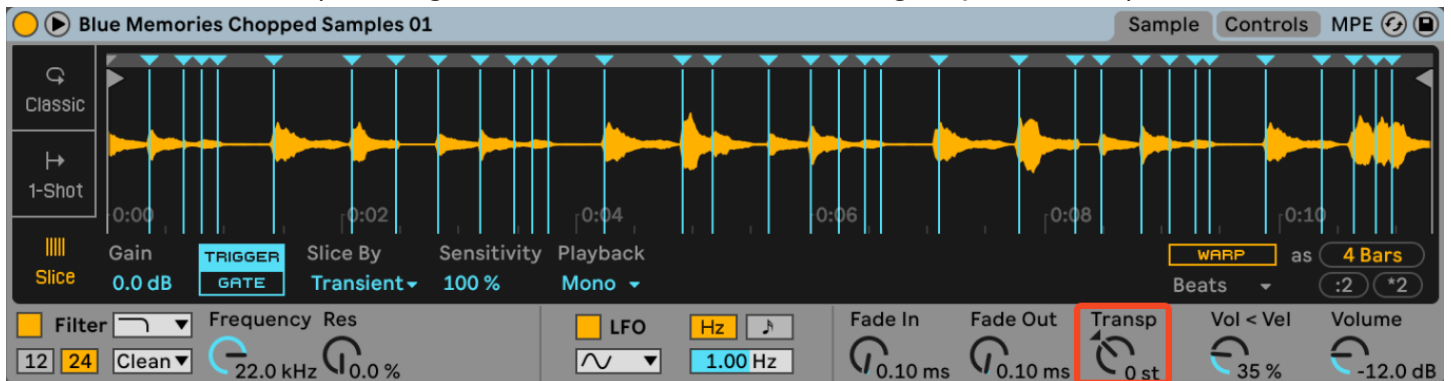 Blue Memories Chopped Samples 01 Sample Controls MPE
Classic
1-Shot
0:00 0:02 0:04 0:06 0:08 0:10
Slice
Gain TRIGGER Slice By Sensitivity Playback WARP as 4 Bars
0.0 dB GATE Transient 100 % Mono Beats :2 *2
Filter Frequency Res LFO Hz Fade In Fade Out Transp Vol < Vel Volume
12 24 Clean 22.0 kHz 0.0 % 1.00 Hz 0.10 ms 0.10 ms 0 st 35 % -12.0 dB